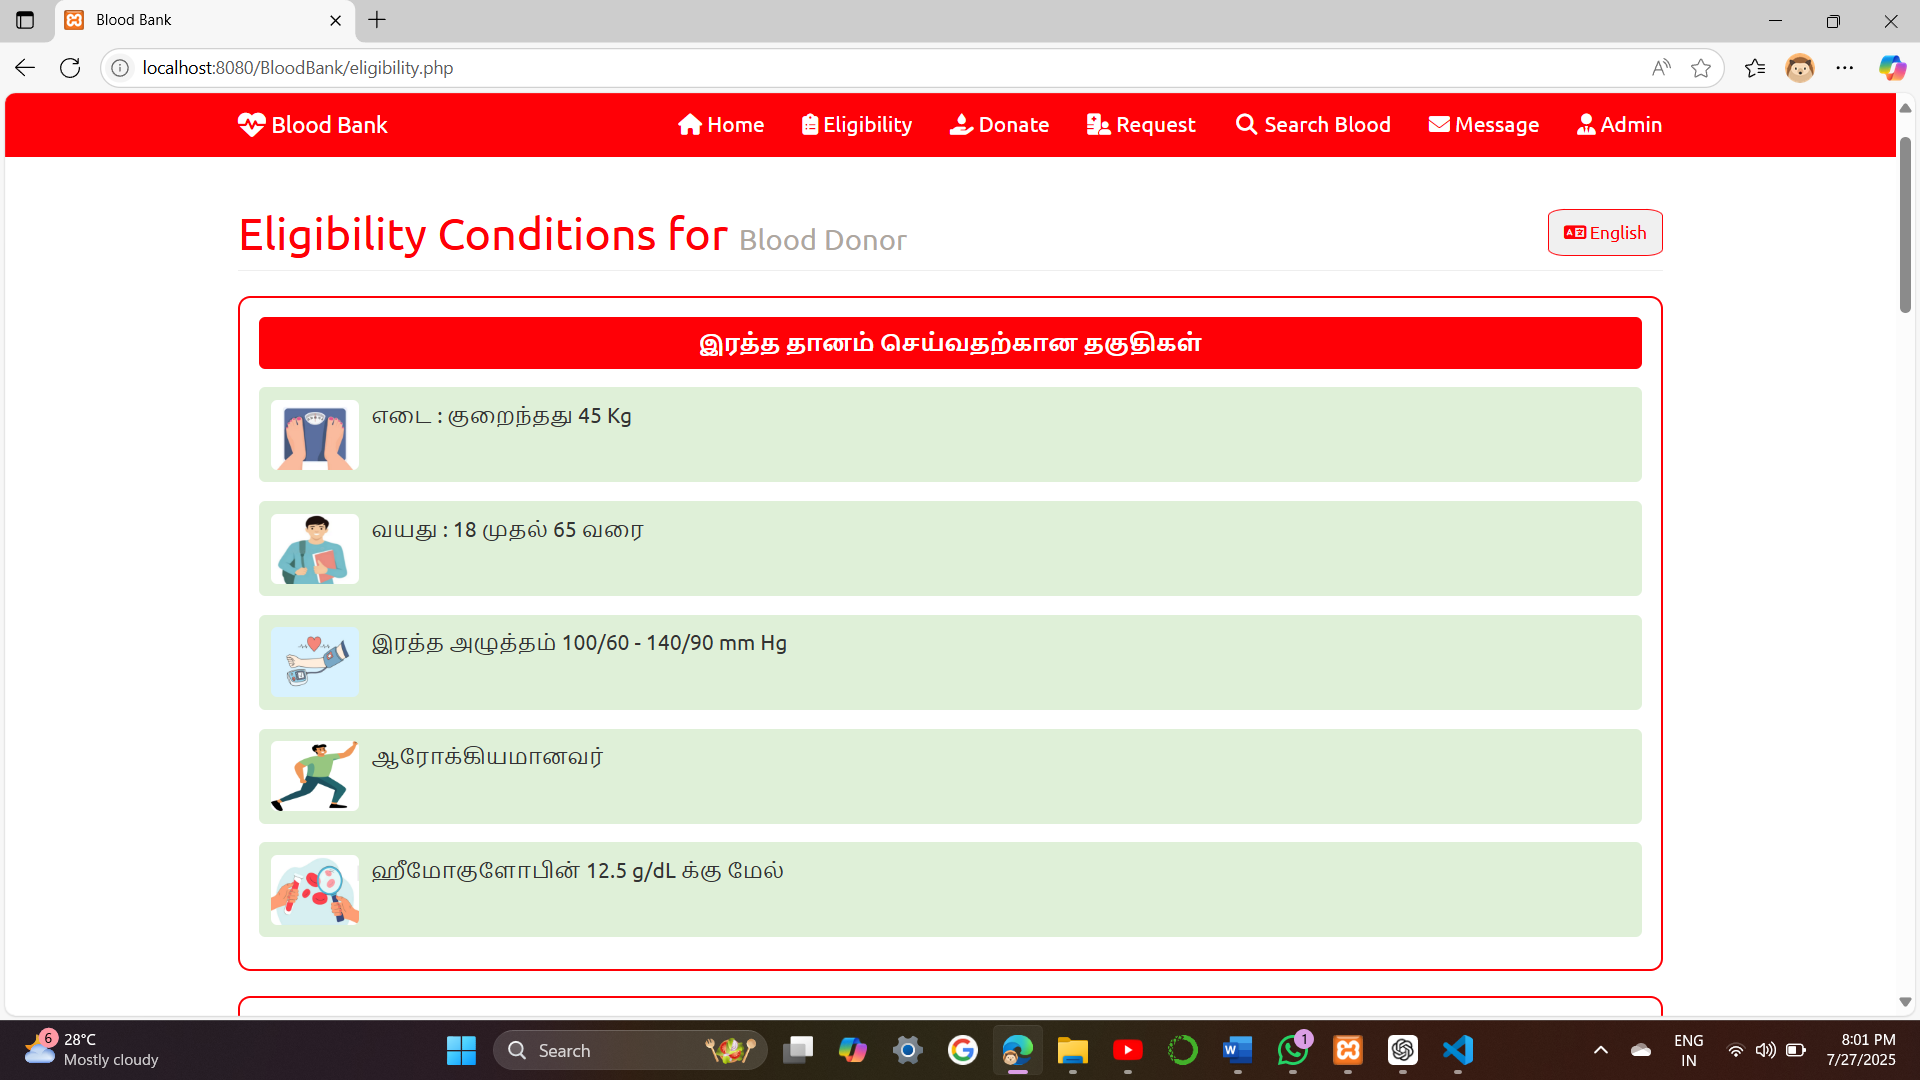 Blood Bank
localhost:8080/BloodBank/eligibility.php
Blood Bank Home Eligibility Donate Request Search Blood Message Admin
Eligibility Conditions for Blood Donor
English
இரத்த தானம் செய்வதற்கான தகுதிகள்
எடை : குறைந்தது 45 Kg
வயது : 18 முதல் 65 வரை
இரத்த அழுத்தம் 100/60 - 140/90 mm Hg
ஆரோக்கியமானவர்
ஹீமோகுளோபின் 12.5 g/dL க்கு மேல்
6
28°C
Mostly cloudy
Search
1
ENG
IN
8:01 PM
7/27/2025